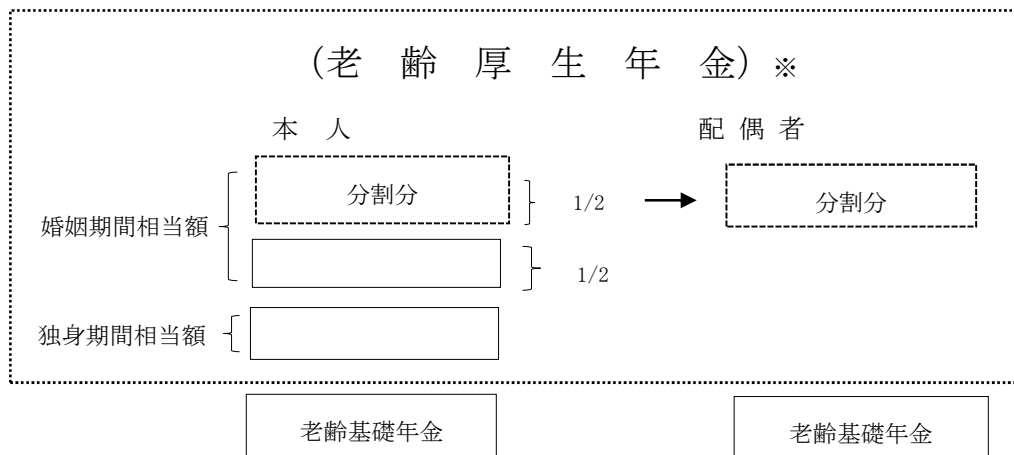 (老 齢 厚 生 年 金)※
本 人 配 偶 者
分割分 1/2 分割分
婚姻期間相当額
1/2
独身期間相当額
老齢基礎年金 老齢基礎年金